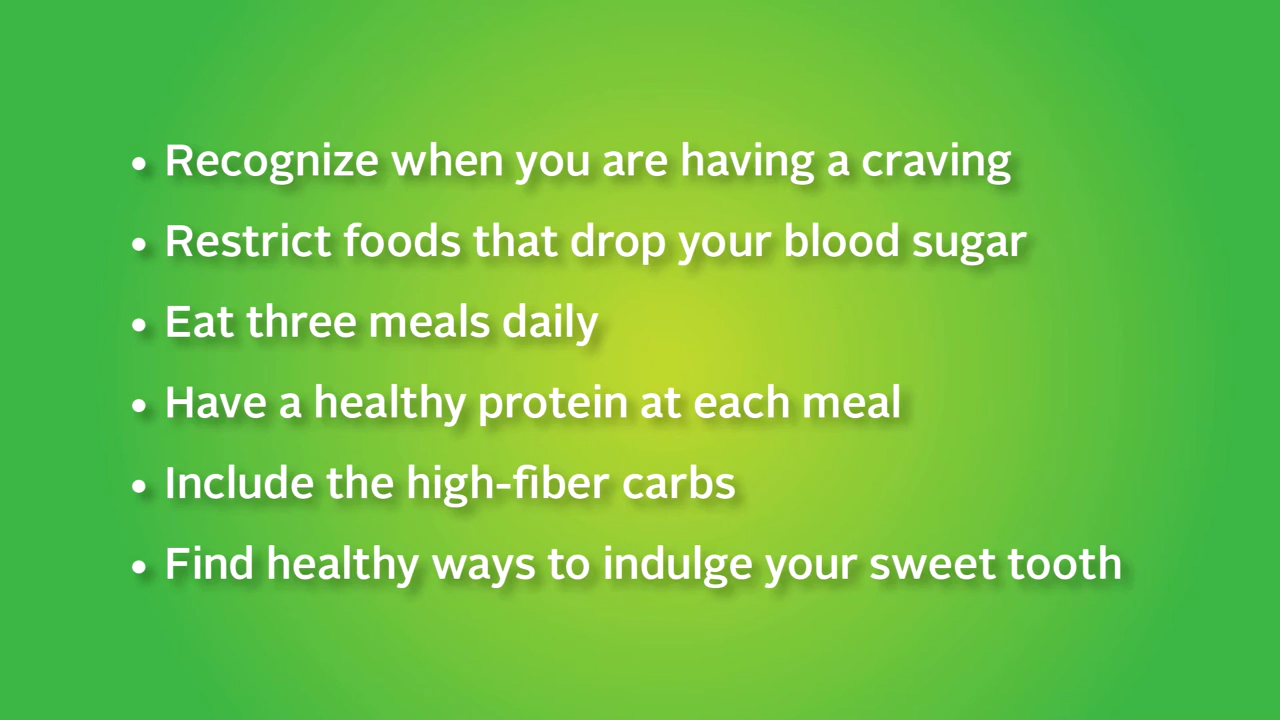 • Recognize when you are having a craving
• Restrict foods that drop your blood sugar
• Eat three meals daily
• Have a healthy protein at each meal
• Include the high-fiber carbs
• Find healthy ways to indulge your sweet tooth